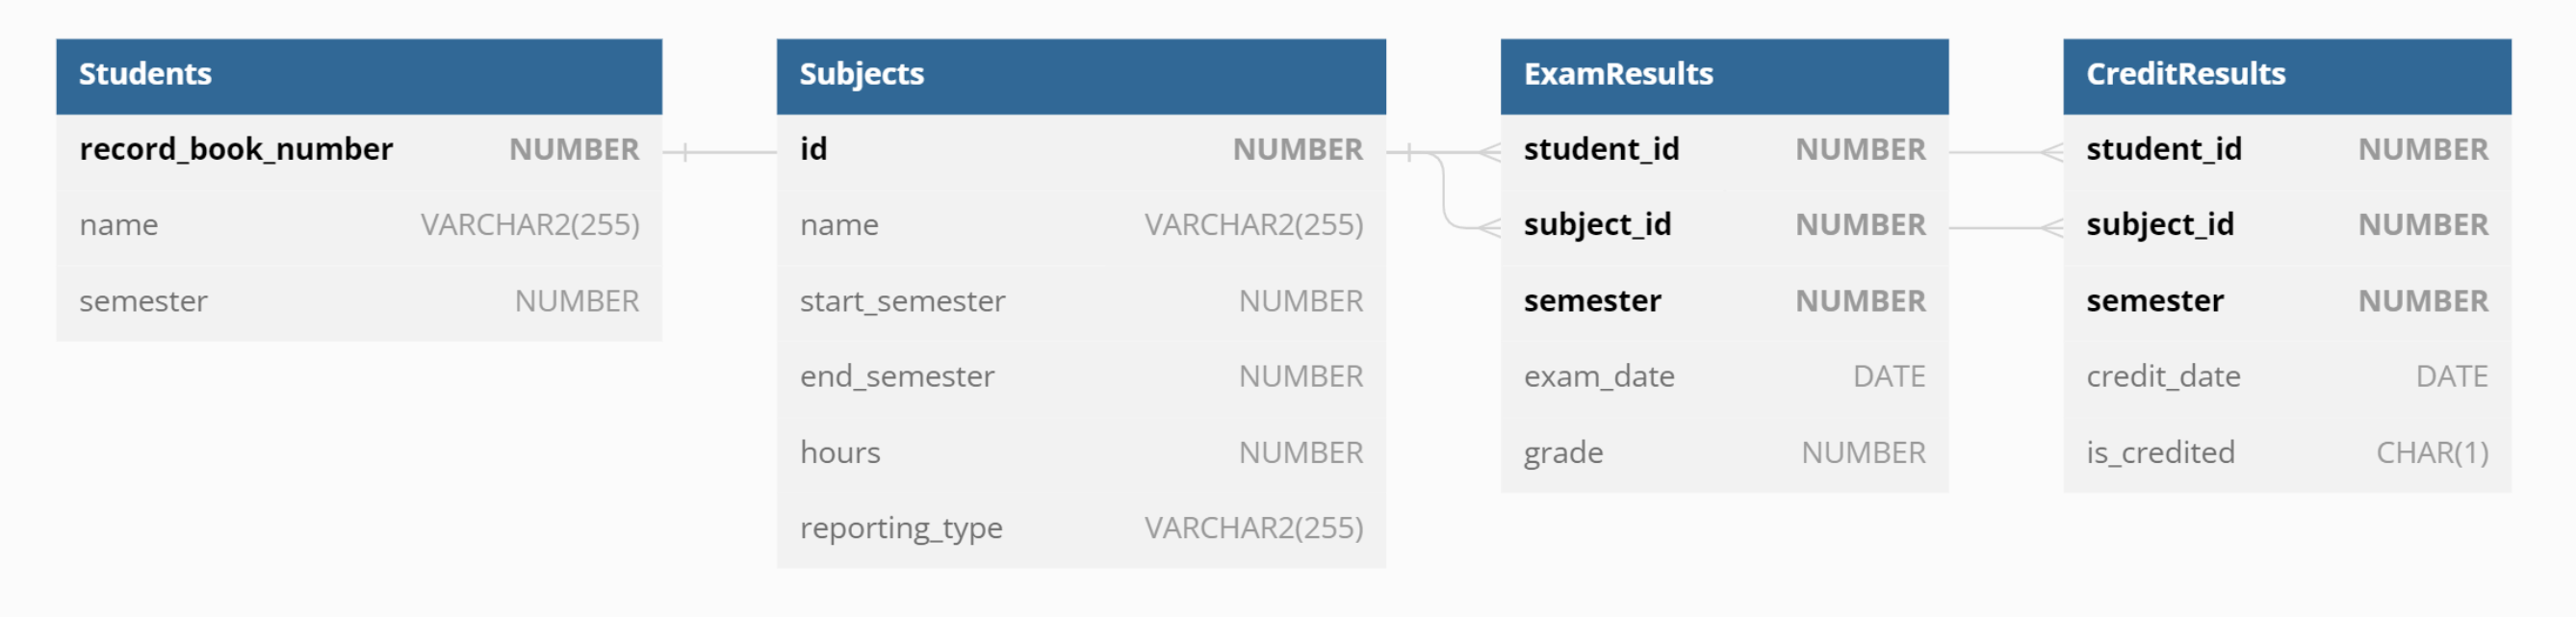 Students
record_book_number NUMBER
name VARCHAR2(255)
semester NUMBER
Subjects
id NUMBER
name VARCHAR2(255)
start_semester NUMBER
end_semester NUMBER
hours NUMBER
reporting_type VARCHAR2(255)
ExamResults
student_id NUMBER
subject_id NUMBER
semester NUMBER
exam_date DATE
grade NUMBER
CreditResults
student_id NUMBER
subject_id NUMBER
semester NUMBER
credit_date DATE
is_credited CHAR(1)